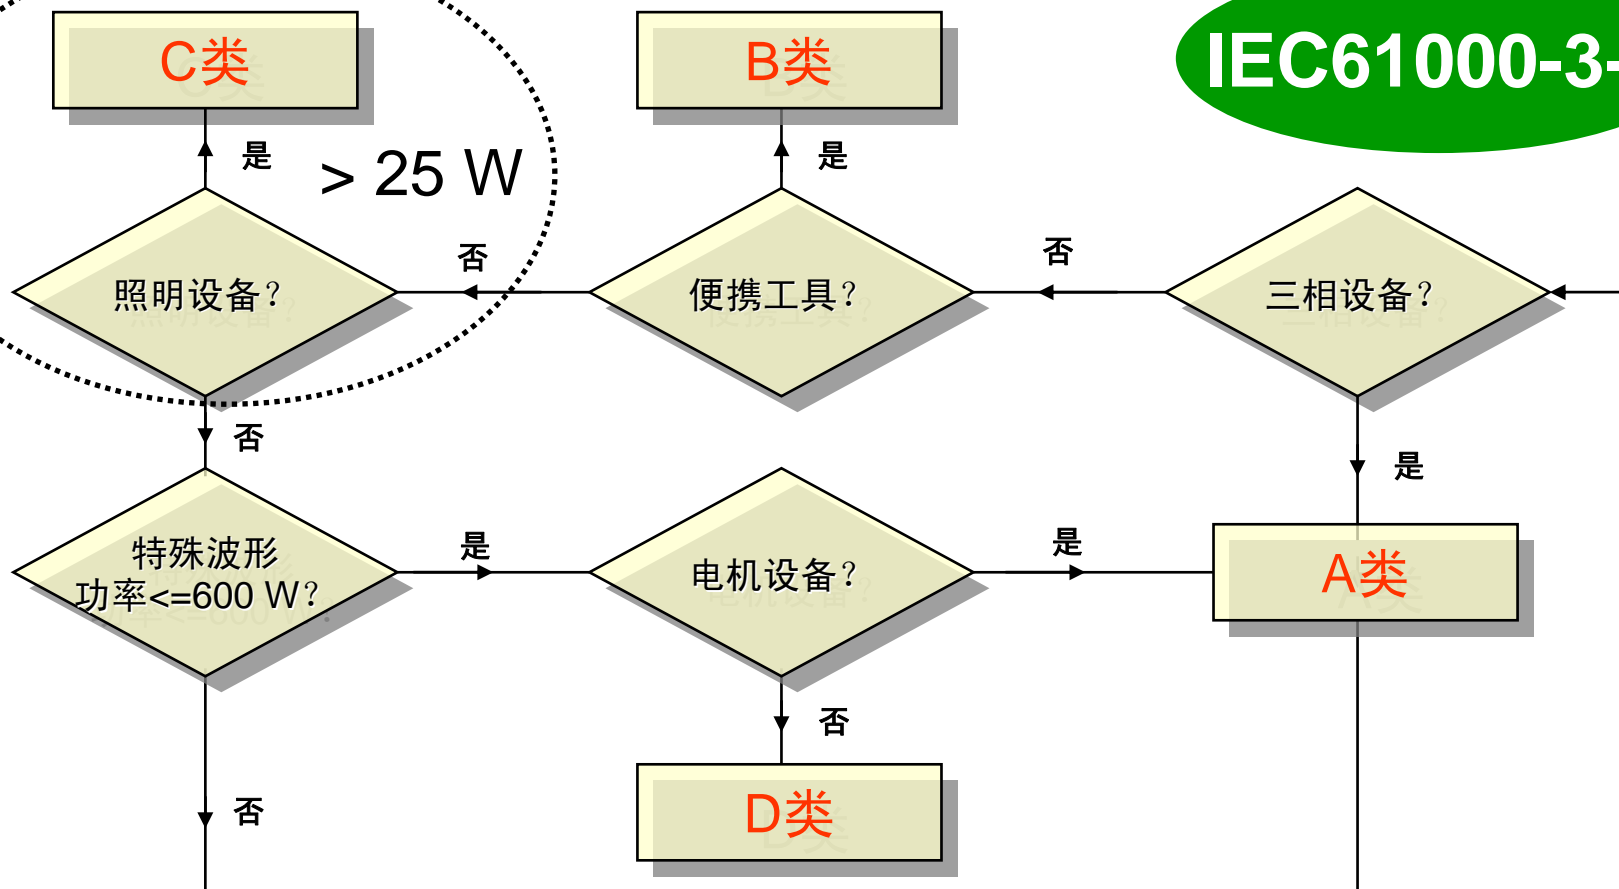 C类
B类
IEC61000-3-
是
> 25 W
是
否
否
照明设备?
便携工具?
三相设备?
否
是
特殊波形
功率<=600 W?
是
电机设备?
是
A类
否
否
D类